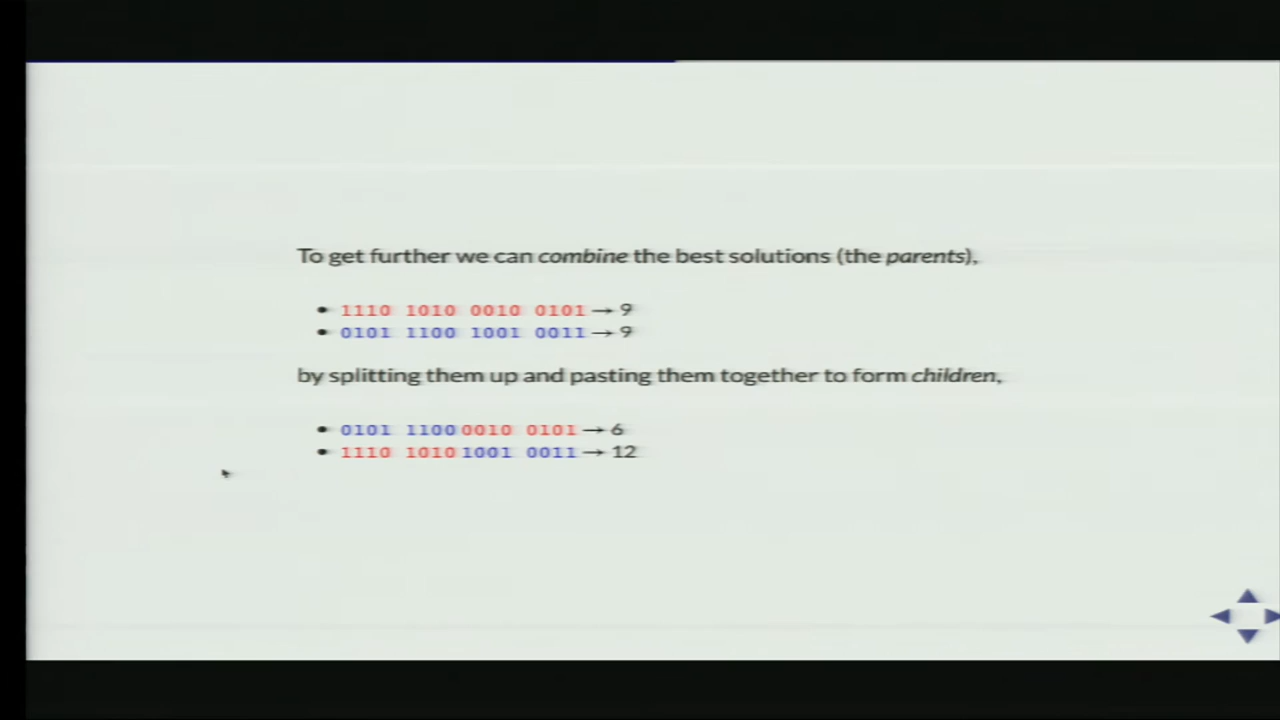 To get further we can combine the best solutions (the parents),
• 1110 1010 0010 0101 → 9
• 0101 1100 1001 0011 → 9
by splitting them up and pasting them together to form children,
• 0101 1100 0010 0101 → 6
• 1110 1010 1001 0011 → 12